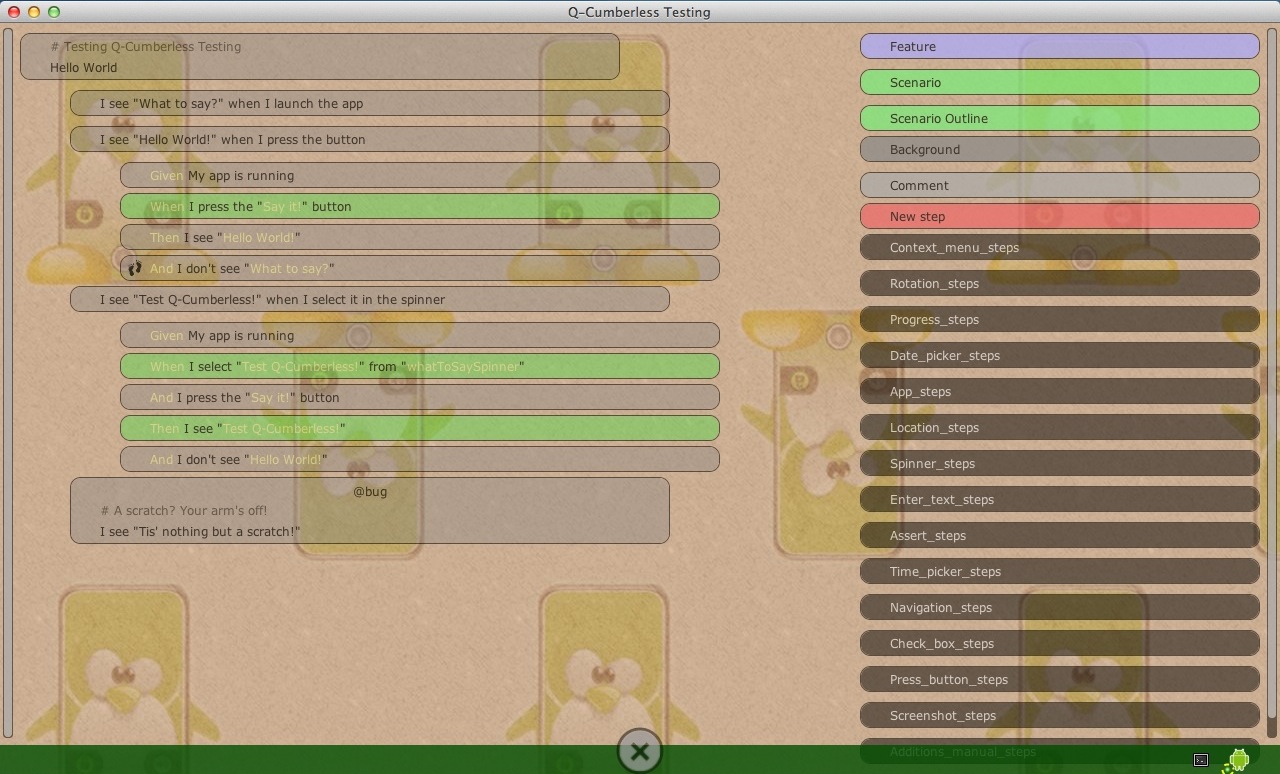 Q-Cumberless Testing
# Testing Q-Cumberless Testing
Hello World
I see "What to say?" when I launch the app
I see "Hello World!" when I press the button
Given My app is running
When I press the "Say it!" button
Then I see "Hello World!"
And I don't see "What to say?"
I see "Test Q-Cumberless!" when I select it in the spinner
Given My app is running
When I select "Test Q-Cumberless!" from "whatToSaySpinner"
And I press the "Say it!" button
Then I see "Test Q-Cumberless!"
And I don't see "Hello World!"
@bug
# A scratch? Your arm's off!
I see "Tis' nothing but a scratch!"
Feature
Scenario
Scenario Outline
Background
Comment
New step
Context_menu_steps
Rotation_steps
Progress_steps
Date_picker_steps
App_steps
Location_steps
Spinner_steps
Enter_text_steps
Assert_steps
Time_picker_steps
Navigation_steps
Check_box_steps
Press_button_steps
Screenshot_steps
Additions_manual_steps